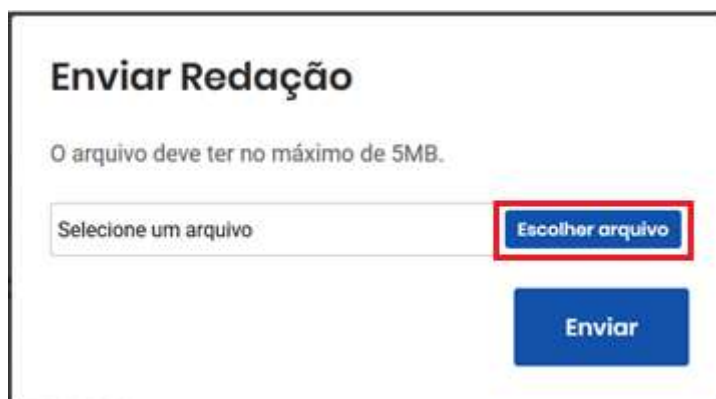 Enviar Redação
O arquivo deve ter no máximo de 5MB.
Selecione um arquivo
Escolher arquivo
Enviar